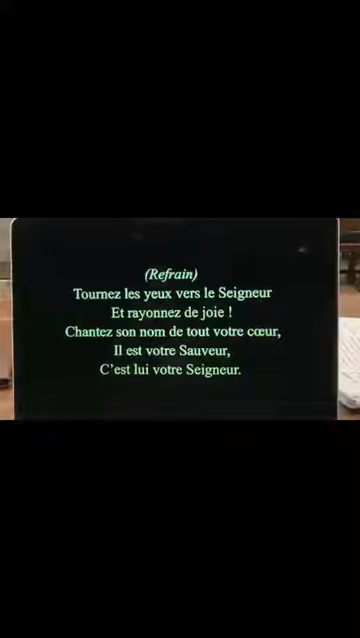 (Refrain)
Tournez les yeux vers le Seigneur
Et rayonnez de joie !
Chantez son nom de tout votre cœur,
Il est votre Sauveur,
C'est lui votre Seigneur.